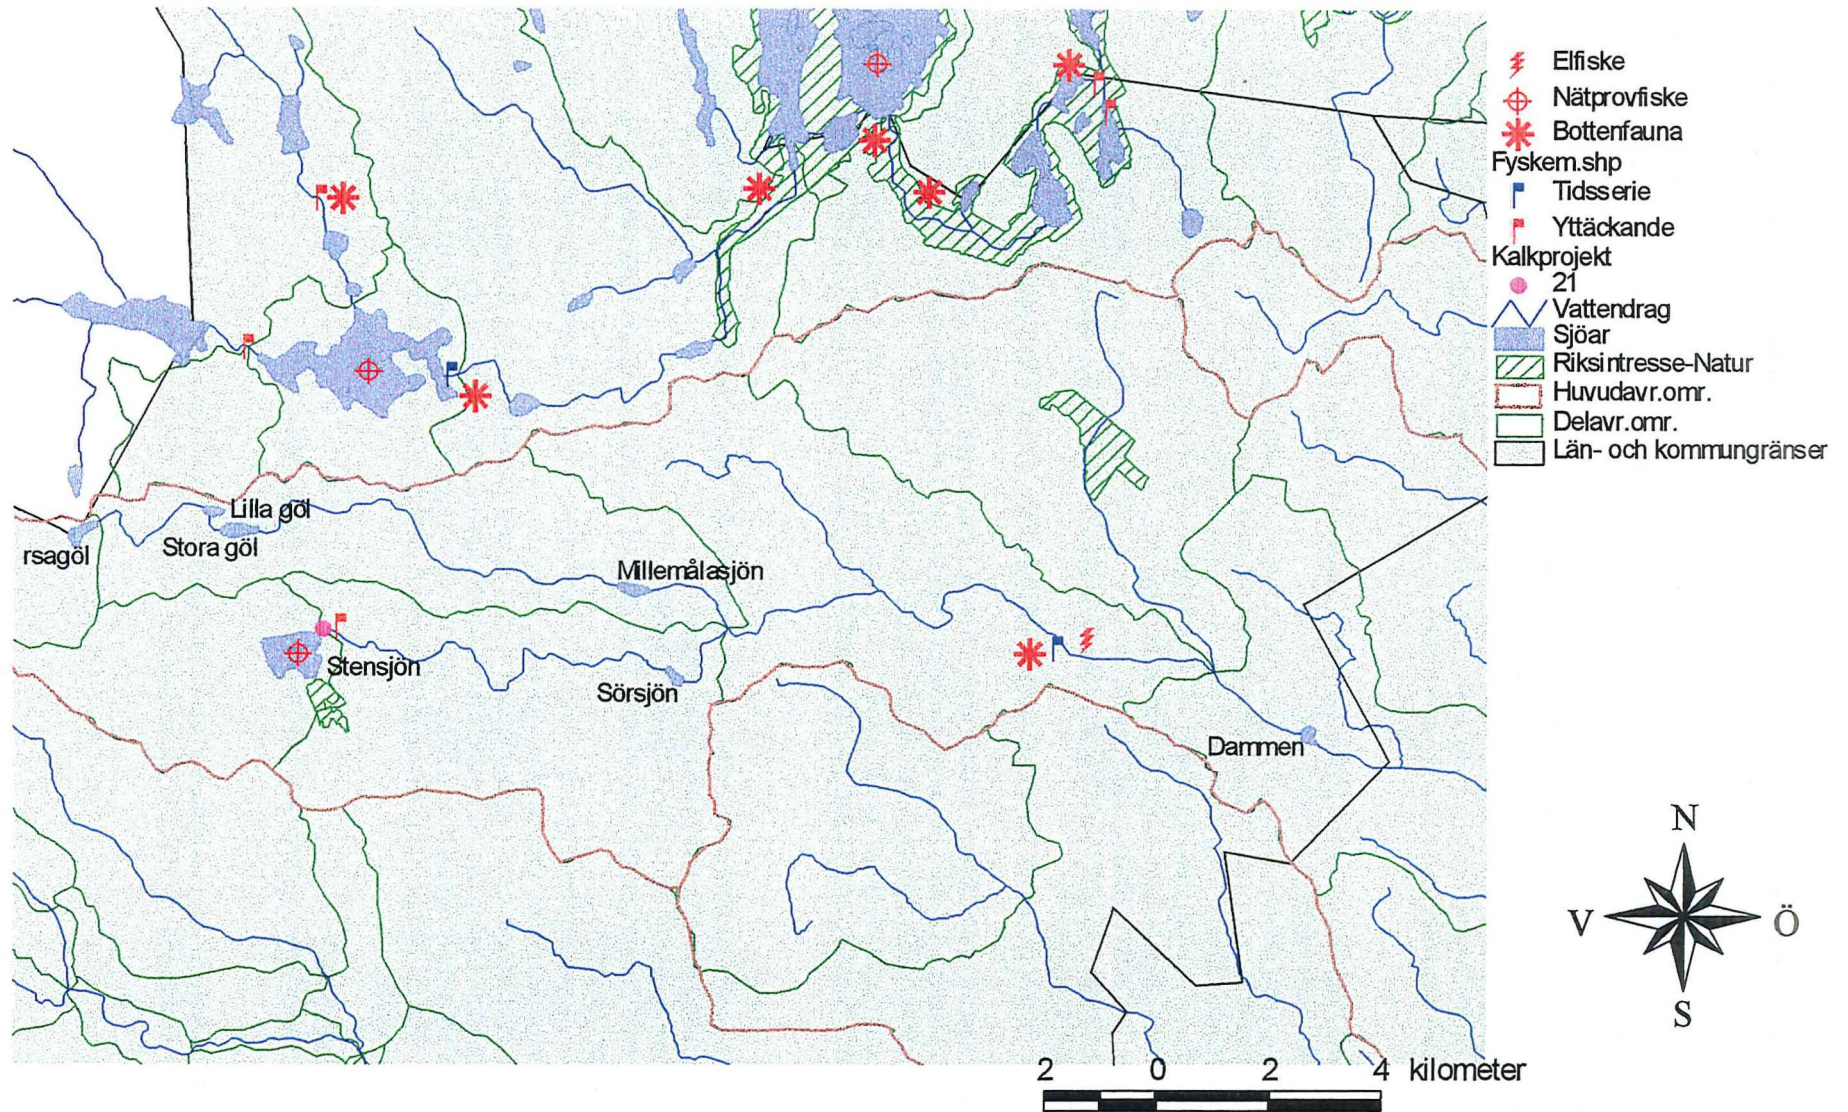 Elfiske
Nätprovfiske
Bottenfauna
Fyskem.shp
Tidsserie
Yttäckande
Kalkprojekt
21
Vattendrag
Sjöar
Riksintresse-Natur
Huvudavr.omr.
Delavr.omr.
Län- och kommungränser
Lilla göl
Stora göl
rsagöl
Millemålasjön
Stensjön
Sörsjön
Dammen
N
V Ö
S
2 0 2 4 kilometer